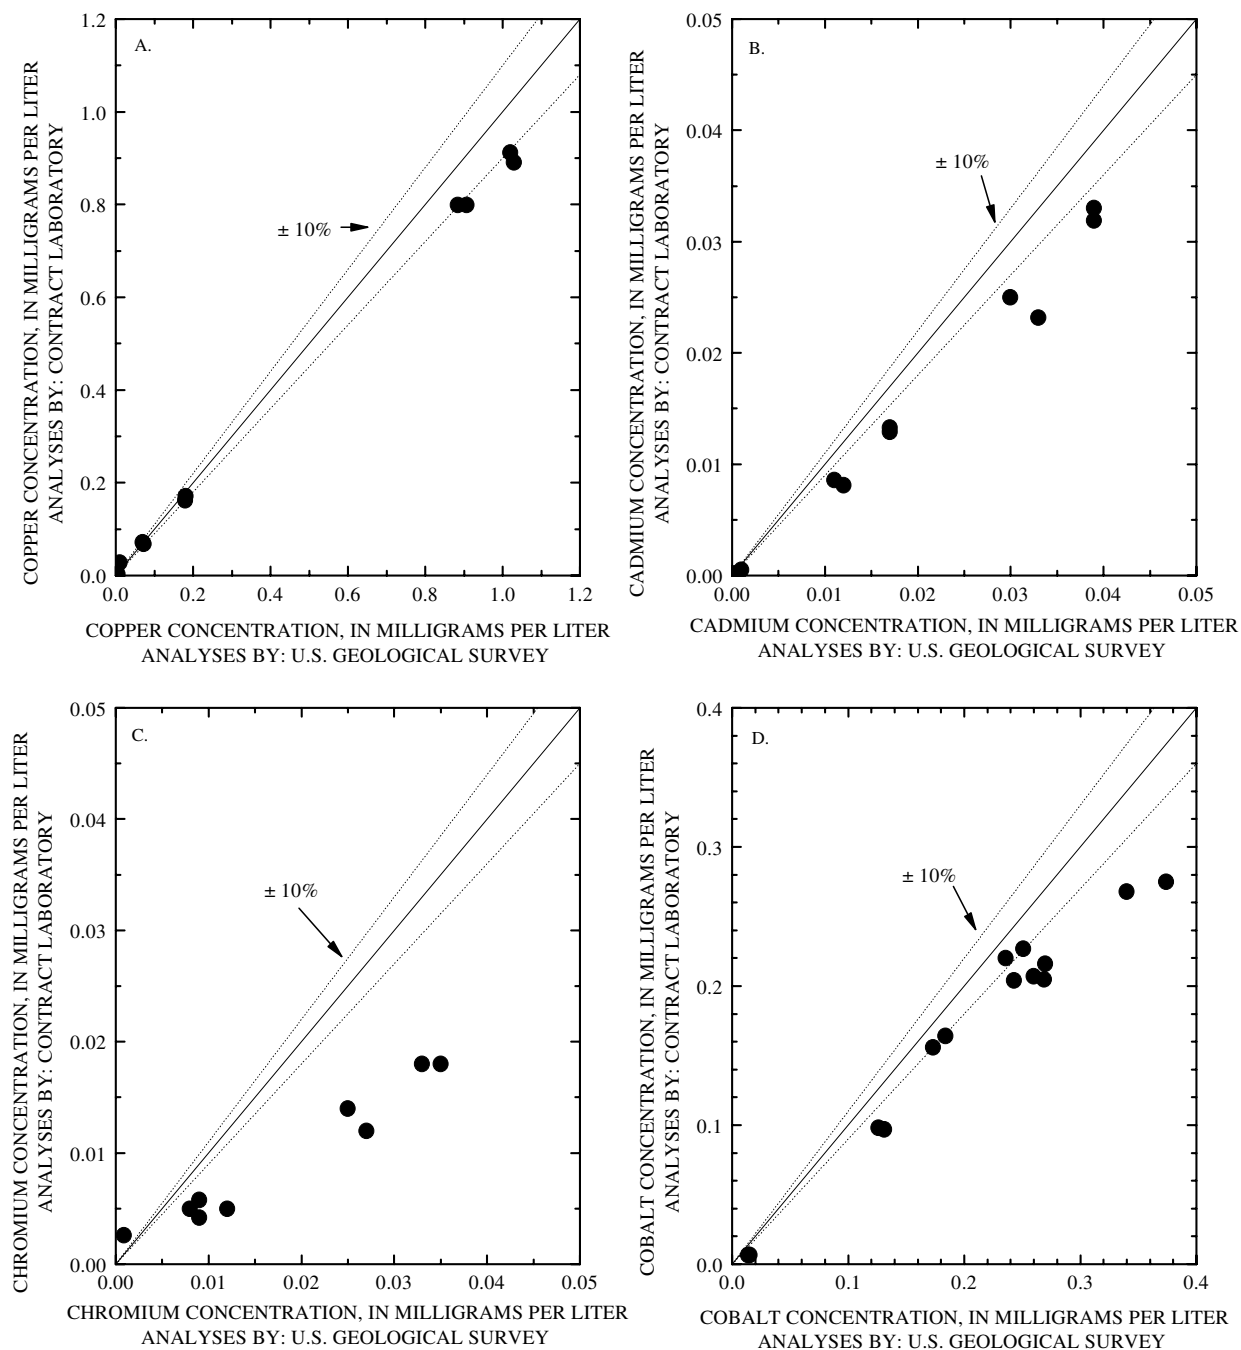 A.
COPPER CONCENTRATION, IN MILLIGRAMS PER LITER
ANALYSES BY: CONTRACT LABORATORY
1.2
1.0
0.8
0.6
0.4
0.2
0.0
± 10%
0.0 0.2 0.4 0.6 0.8 1.0 1.2
COPPER CONCENTRATION, IN MILLIGRAMS PER LITER
ANALYSES BY: U.S. GEOLOGICAL SURVEY
B.
CADMIUM CONCENTRATION, IN MILLIGRAMS PER LITER
ANALYSES BY: CONTRACT LABORATORY
0.05
0.04
0.03
0.02
0.01
0.00
± 10%
0.00 0.01 0.02 0.03 0.04 0.05
CADMIUM CONCENTRATION, IN MILLIGRAMS PER LITER
ANALYSES BY: U.S. GEOLOGICAL SURVEY
C.
CHROMIUM CONCENTRATION, IN MILLIGRAMS PER LITER
ANALYSES BY: CONTRACT LABORATORY
0.05
0.04
0.03
0.02
0.01
0.00
± 10%
0.00 0.01 0.02 0.03 0.04 0.05
CHROMIUM CONCENTRATION, IN MILLIGRAMS PER LITER
ANALYSES BY: U.S. GEOLOGICAL SURVEY
D.
COBALT CONCENTRATION, IN MILLIGRAMS PER LITER
ANALYSES BY: CONTRACT LABORATORY
0.4
0.3
0.2
0.1
0.0
± 10%
0.0 0.1 0.2 0.3 0.4
COBALT CONCENTRATION, IN MILLIGRAMS PER LITER
ANALYSES BY: U.S. GEOLOGICAL SURVEY